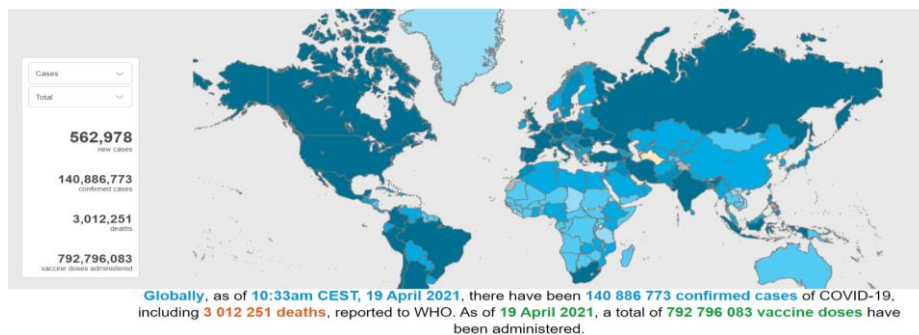 Cases
Total
562,978
new cases
140,886,773
confirmed cases
3,012,251
deaths
792,796,083
vaccine doses administered
Globally, as of 10:33am CEST, 19 April 2021, there have been 140 886 773 confirmed cases of COVID-19,
including 3 012 251 deaths, reported to WHO. As of 19 April 2021, a total of 792 796 083 vaccine doses have
been administered.